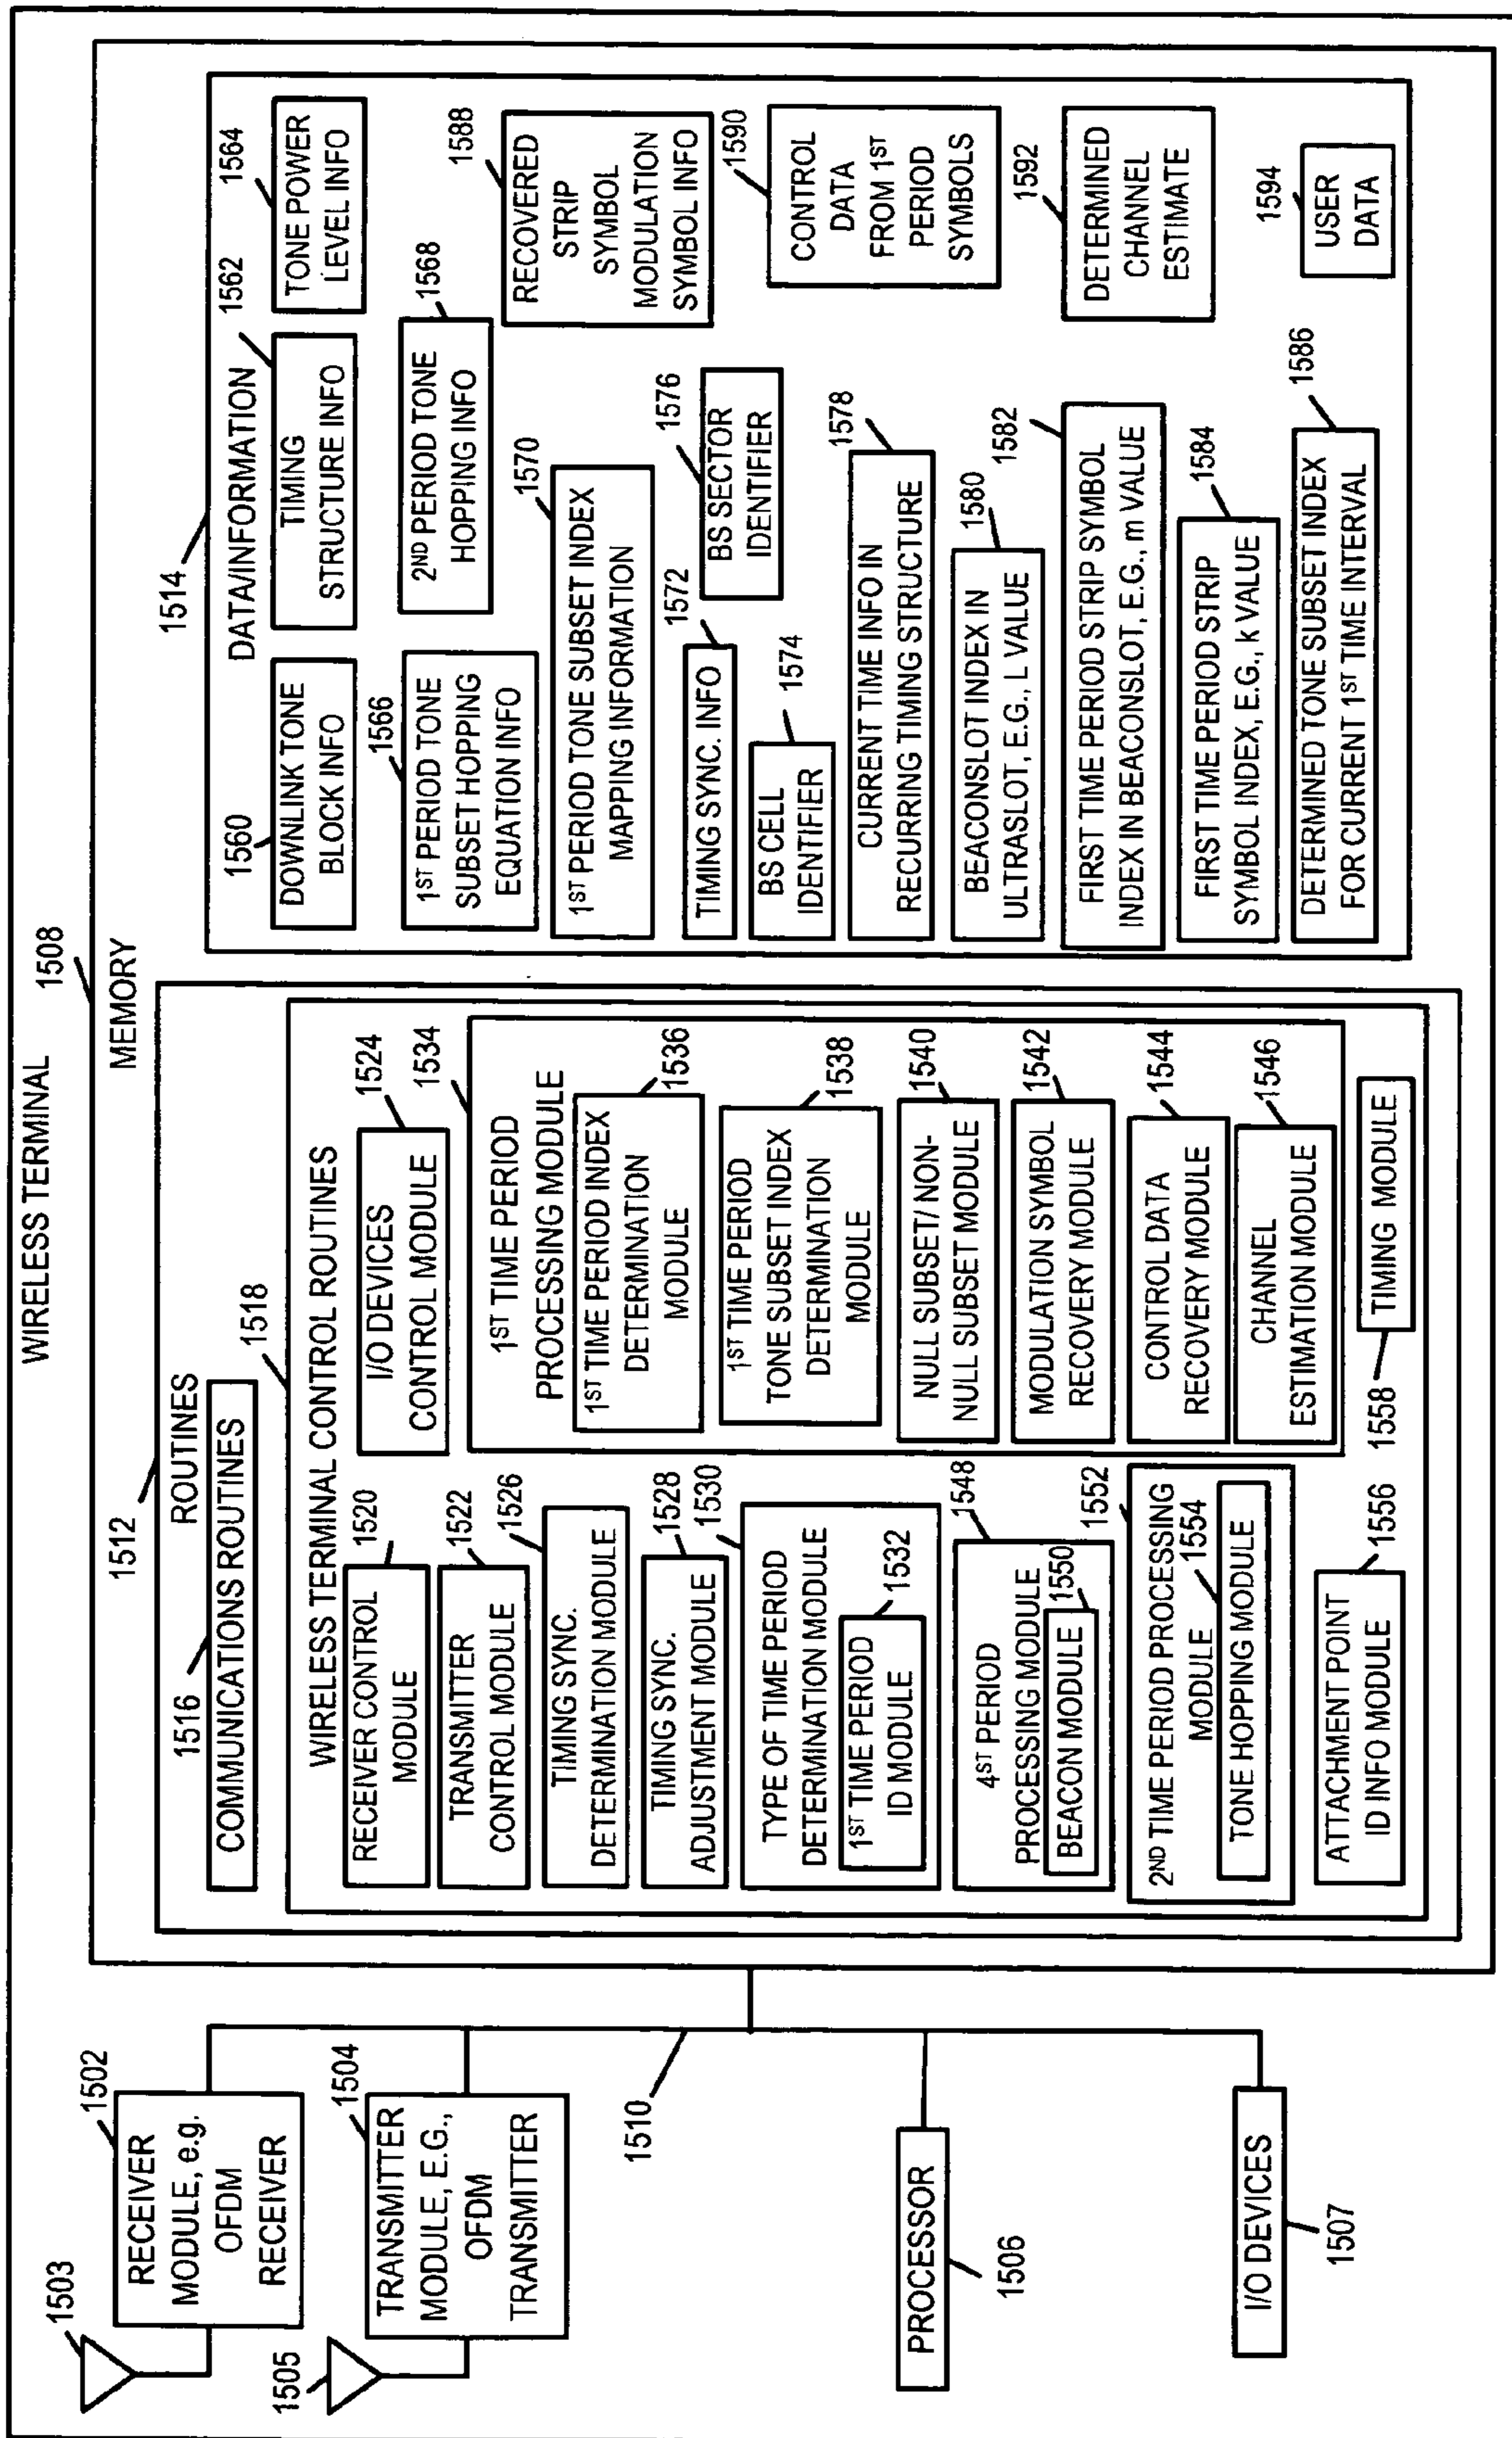 WIRELESS TERMINAL
1503
1502
RECEIVER
MODULE, e.g.
OFDM
RECEIVER
1505
1504
TRANSMITTER
MODULE, E.G.,
OFDM
TRANSMITTER
1510
PROCESSOR
1506
I/O DEVICES
1507
1508
MEMORY
1512
ROUTINES
1516
COMMUNICATIONS ROUTINES
1518
WIRELESS TERMINAL CONTROL ROUTINES
1520
RECEIVER CONTROL
MODULE
1522
TRANSMITTER
CONTROL MODULE
1526
TIMING SYNC.
DETERMINATION MODULE
1528
TIMING SYNC.
ADJUSTMENT MODULE
1530
TYPE OF TIME PERIOD
DETERMINATION MODULE
1532
1ST TIME PERIOD
ID MODULE
1548
4ST PERIOD
PROCESSING MODULE
1550
BEACON MODULE
1552
2ND TIME PERIOD PROCESSING
MODULE
1554
TONE HOPPING MODULE
1556
ATTACHMENT POINT
ID INFO MODULE
1524
I/O DEVICES
CONTROL MODULE
1534
1ST TIME PERIOD
PROCESSING MODULE
1536
1ST TIME PERIOD INDEX
DETERMINATION
MODULE
1538
1ST TIME PERIOD
TONE SUBSET INDEX
DETERMINATION
MODULE
1540
NULL SUBSET/ NON-
NULL SUBSET MODULE
1542
MODULATION SYMBOL
RECOVERY MODULE
1544
CONTROL DATA
RECOVERY MODULE
1546
CHANNEL
ESTIMATION MODULE
1558
TIMING MODULE
1514
DATA/INFORMATION
1560
DOWNLINK TONE
BLOCK INFO
1562
TIMING
STRUCTURE INFO
1564
TONE POWER
LEVEL INFO
1566
1ST PERIOD TONE
SUBSET HOPPING
EQUATION INFO
1568
2ND PERIOD TONE
HOPPING INFO
1570
1ST PERIOD TONE SUBSET INDEX
MAPPING INFORMATION
1572
TIMING SYNC. INFO
1574
BS CELL
IDENTIFIER
1576
BS SECTOR
IDENTIFIER
1578
CURRENT TIME INFO IN
RECURRING TIMING STRUCTURE
1580
BEACONSLOT INDEX IN
ULTRASLOT, E.G., L VALUE
1582
FIRST TIME PERIOD STRIP SYMBOL
INDEX IN BEACONSLOT, E.G., m VALUE
1584
FIRST TIME PERIOD STRIP
SYMBOL INDEX, E.G., k VALUE
1586
DETERMINED TONE SUBSET INDEX
FOR CURRENT 1ST TIME INTERVAL
1588
RECOVERED
STRIP
SYMBOL
MODULATION
SYMBOL INFO
1590
CONTROL
DATA
FROM 1ST
PERIOD
SYMBOLS
1592
DETERMINED
CHANNEL
ESTIMATE
1594
USER
DATA